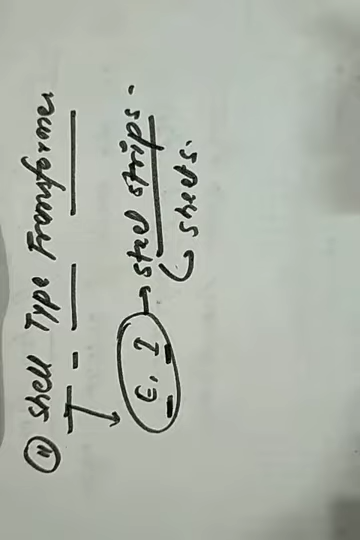 (ii) Shell Type Transformer
E, I → steel strips.
↳ sheets.